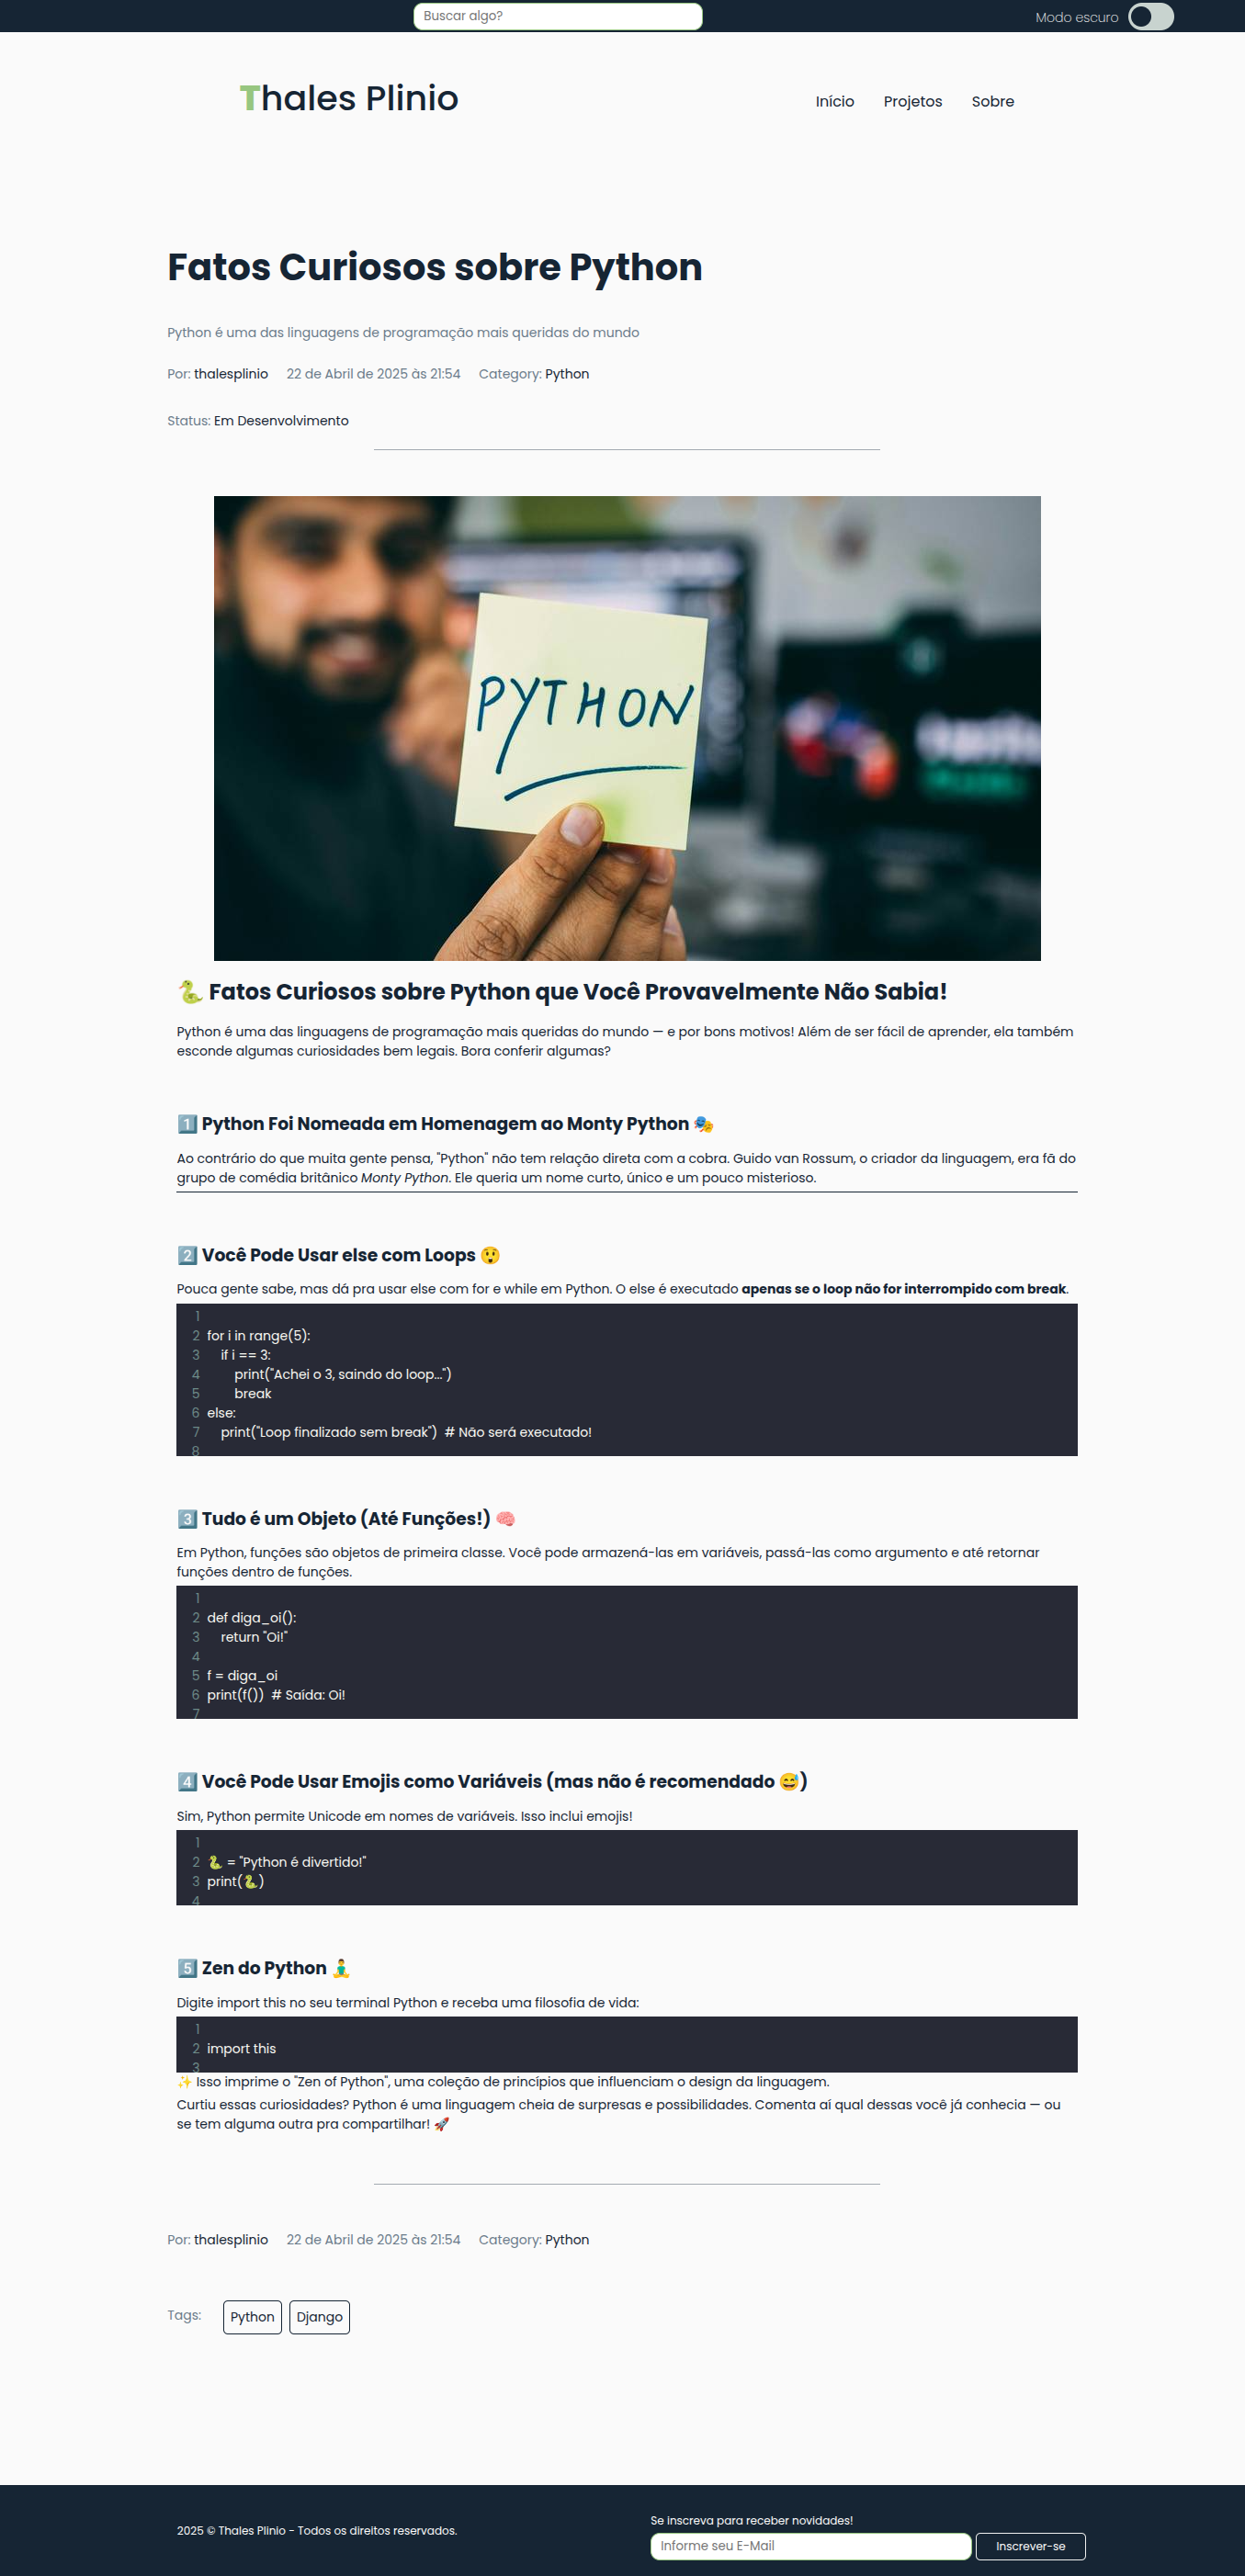 Buscar algo?
Modo escuro
Thales Plinio
Início Projetos Sobre
Fatos Curiosos sobre Python
Python é uma das linguagens de programação mais queridas do mundo
Por: thalesplinio 22 de Abril de 2025 às 21:54 Category: Python
Status: Em Desenvolvimento
PYTHON
🐍 Fatos Curiosos sobre Python que Você Provavelmente Não Sabia!
Python é uma das linguagens de programação mais queridas do mundo — e por bons motivos! Além de ser fácil de aprender, ela também
esconde algumas curiosidades bem legais. Bora conferir algumas?
1️⃣ Python Foi Nomeada em Homenagem ao Monty Python 🎭
Ao contrário do que muita gente pensa, "Python" não tem relação direta com a cobra. Guido van Rossum, o criador da linguagem, era fã do
grupo de comédia britânico Monty Python. Ele queria um nome curto, único e um pouco misterioso.
2️⃣ Você Pode Usar else com Loops 😲
Pouca gente sabe, mas dá pra usar else com for e while em Python. O else é executado apenas se o loop não for interrompido com break.
1
2 for i in range(5):
3     if i == 3:
4         print("Achei o 3, saindo do loop...")
5         break
6 else:
7     print("Loop finalizado sem break")  # Não será executado!
8
3️⃣ Tudo é um Objeto (Até Funções!) 🧠
Em Python, funções são objetos de primeira classe. Você pode armazená-las em variáveis, passá-las como argumento e até retornar
funções dentro de funções.
1
2 def diga_oi():
3     return "Oi!"
4
5 f = diga_oi
6 print(f())  # Saída: Oi!
7
4️⃣ Você Pode Usar Emojis como Variáveis (mas não é recomendado 😅)
Sim, Python permite Unicode em nomes de variáveis. Isso inclui emojis!
1
2 🐍 = "Python é divertido!"
3 print(🐍)
4
5️⃣ Zen do Python 🧘‍♂️
Digite import this no seu terminal Python e receba uma filosofia de vida:
1
2 import this
3
✨ Isso imprime o "Zen of Python", uma coleção de princípios que influenciam o design da linguagem.
Curtiu essas curiosidades? Python é uma linguagem cheia de surpresas e possibilidades. Comenta aí qual dessas você já conhecia — ou
se tem alguma outra pra compartilhar! 🚀
Por: thalesplinio 22 de Abril de 2025 às 21:54 Category: Python
Tags: Python Django
2025 © Thales Plinio - Todos os direitos reservados.
Se inscreva para receber novidades!
Informe seu E-Mail Inscrever-se